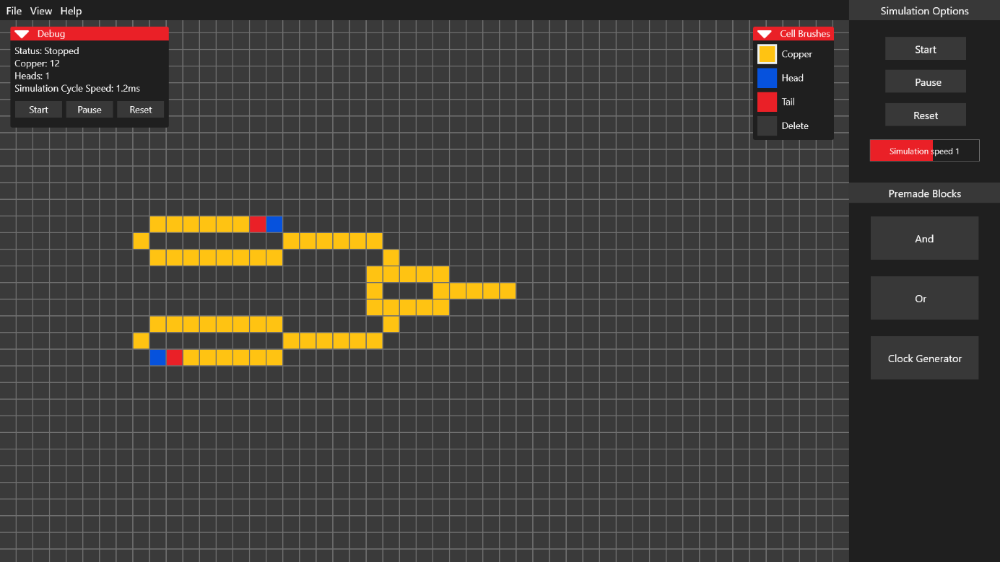 File View Help
Simulation Options
Debug
Status: Stopped
Copper: 12
Heads: 1
Simulation Cycle Speed: 1.2ms
Start Pause Reset
Cell Brushes
Copper
Head
Tail
Delete
Start
Pause
Reset
Simulation speed 1
Premade Blocks
And
Or
Clock Generator